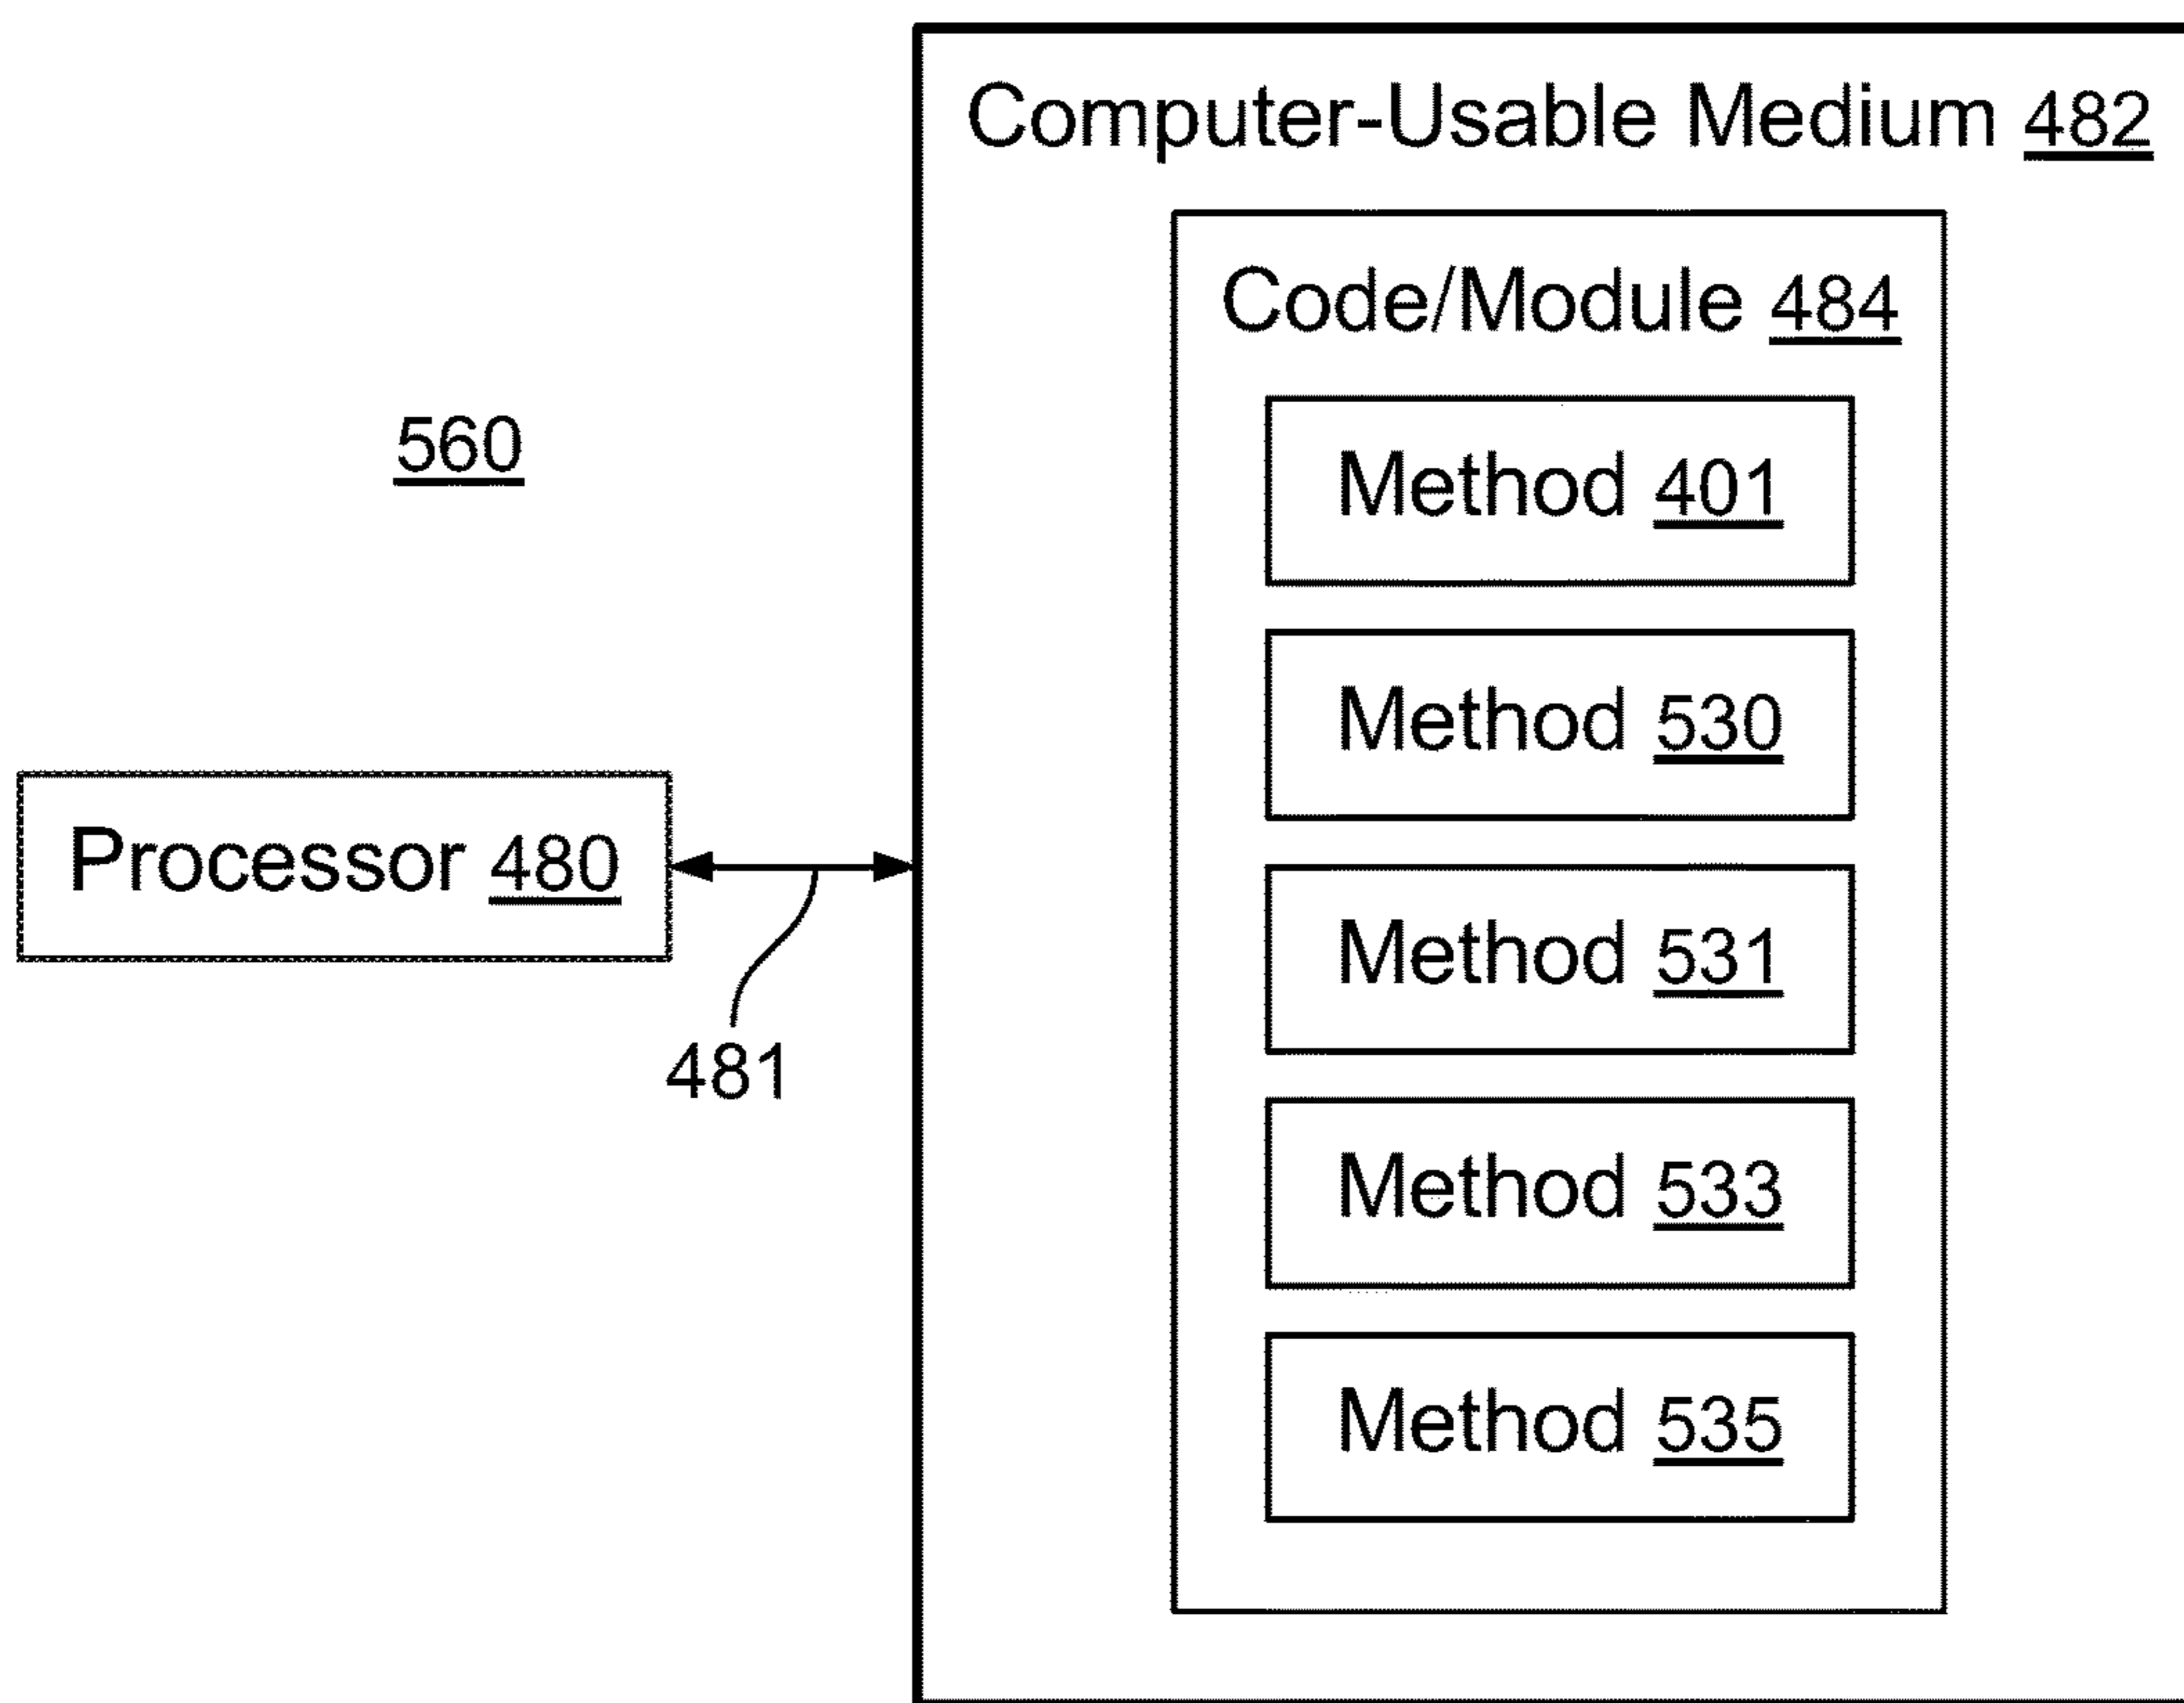 Computer-Usable Medium 482
Code/Module 484
560
Method 401
Method 530
Processor 480
Method 531
481
Method 533
Method 535